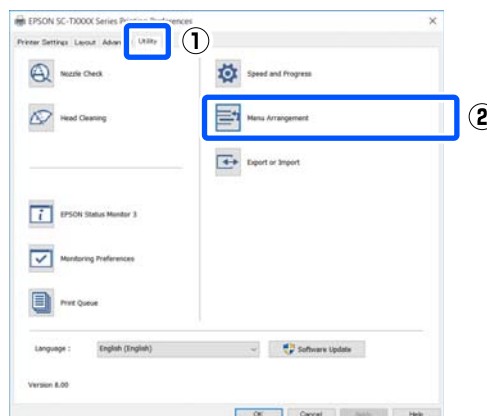 EPSON SC-TXXXX Series Printing Preferences
Printer Settings Layout Advan Utility ①
Nozzle Check Speed and Progress
Head Cleaning Menu Arrangement ②
Export or Import
EPSON Status Monitor 3
Monitoring Preferences
Print Queue
Language : English (English) Software Update
Version 8.00
OK Cancel Apply Help